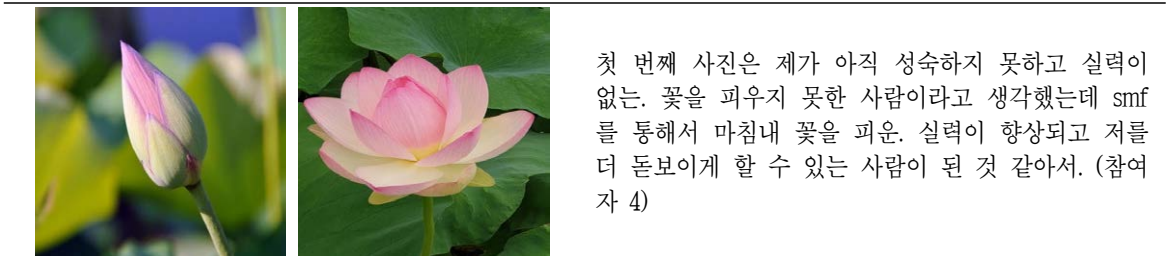 첫 번째 사진은 제가 아직 성숙하지 못하고 실력이
없는. 꽃을 피우지 못한 사람이라고 생각했는데 smf
를 통해서 마침내 꽃을 피운. 실력이 향상되고 저를
더 돋보이게 할 수 있는 사람이 된 것 같아서. (참여
자 4)